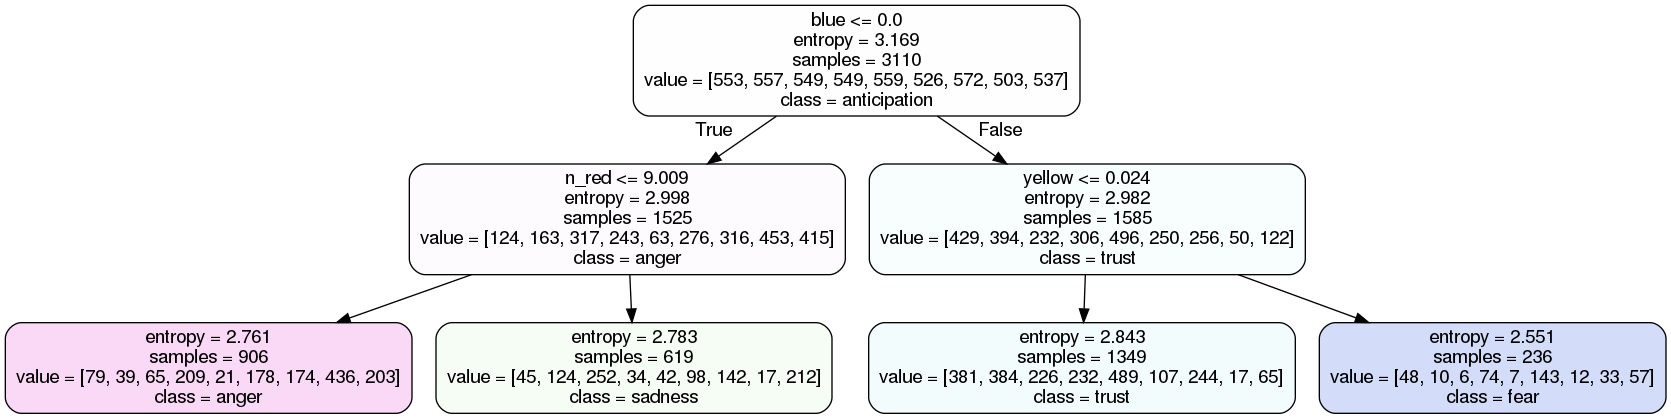 blue <= 0.0
entropy = 3.169
samples = 3110
value = [553, 557, 549, 549, 559, 526, 572, 503, 537]
class = anticipation
True
False
n_red <= 9.009
entropy = 2.998
samples = 1525
value = [124, 163, 317, 243, 63, 276, 316, 453, 415]
class = anger
yellow <= 0.024
entropy = 2.982
samples = 1585
value = [429, 394, 232, 306, 496, 250, 256, 50, 122]
class = trust
entropy = 2.761
samples = 906
value = [79, 39, 65, 209, 21, 178, 174, 436, 203]
class = anger
entropy = 2.783
samples = 619
value = [45, 124, 252, 34, 42, 98, 142, 17, 212]
class = sadness
entropy = 2.843
samples = 1349
value = [381, 384, 226, 232, 489, 107, 244, 17, 65]
class = trust
entropy = 2.551
samples = 236
value = [48, 10, 6, 74, 7, 143, 12, 33, 57]
class = fear